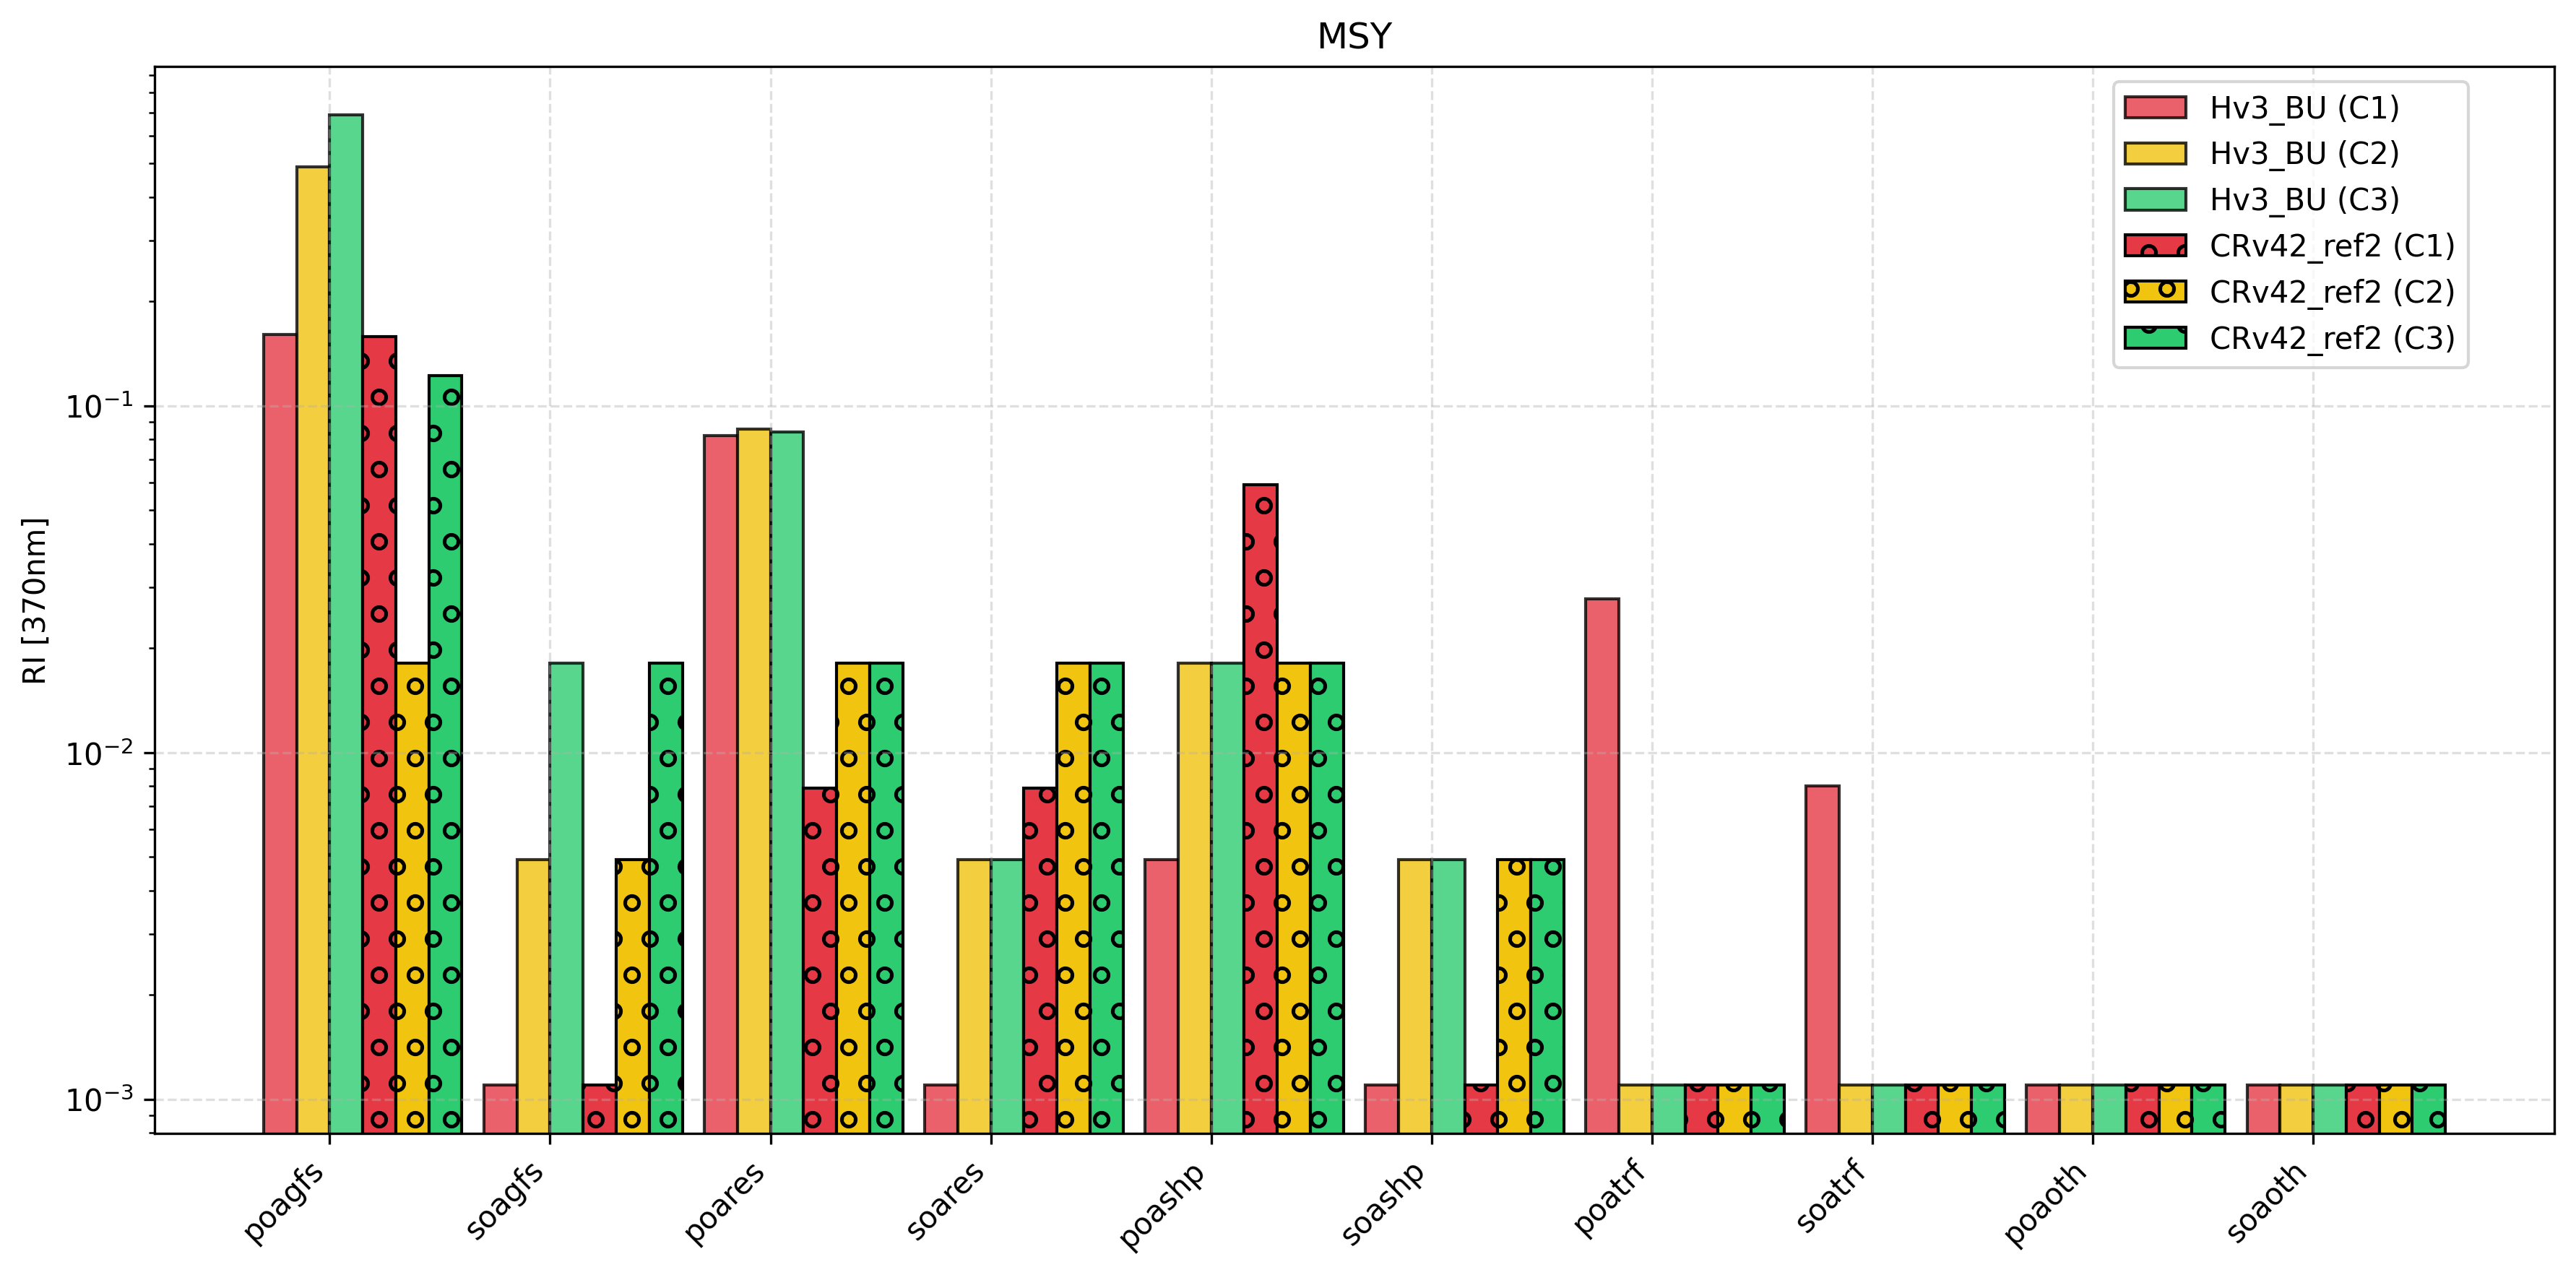 MSY
Hv3_BU (C1)
Hv3_BU (C2)
Hv3_BU (C3)
CRv42_ref2 (C1)
CRv42_ref2 (C2)
CRv42_ref2 (C3)
RI [370nm]
10⁻¹
10⁻²
10⁻³
poagfs
soagfs
poares
soares
poashp
soashp
poatrf
soatrf
poaoth
soaoth